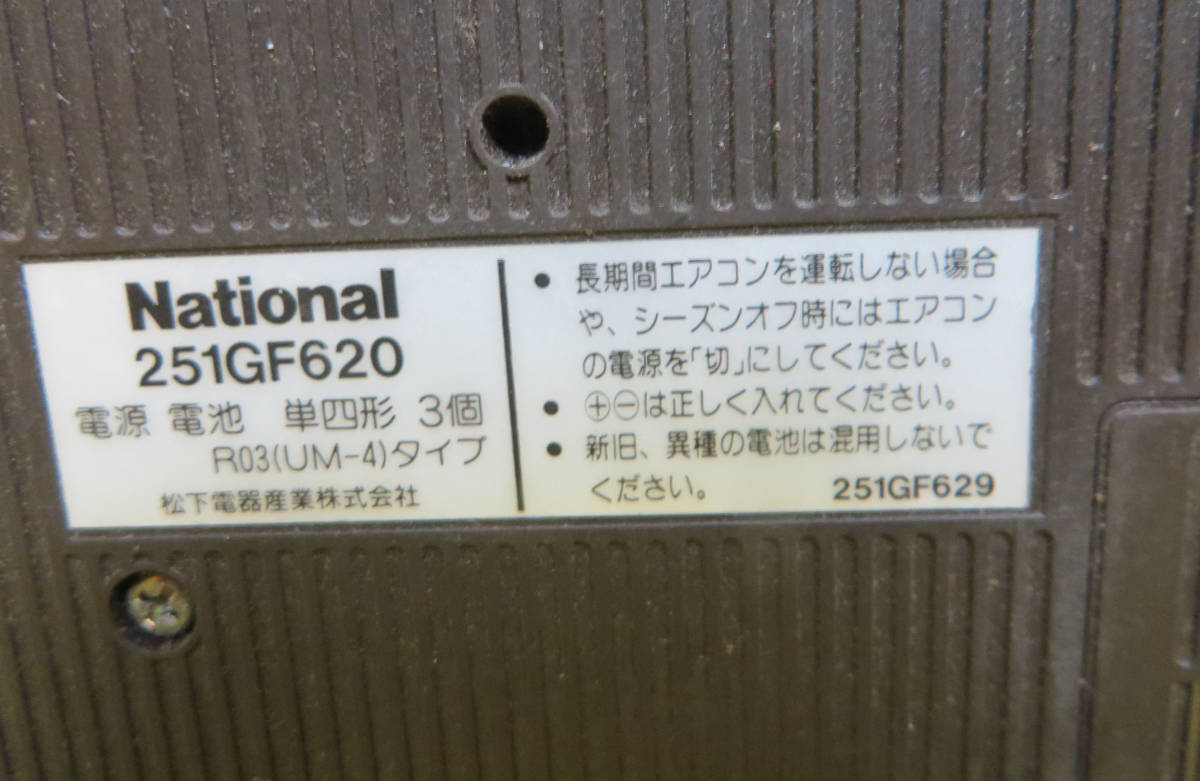 National
251GF620
電源 電池 単四形 3個
R03(UM-4)タイプ
松下電器産業株式会社
● 長期間エアコンを運転しない場合
や、シーズンオフ時にはエアコン
の電源を「切」にしてください。
● ⊕⊖は正しく入れてください。
● 新旧、異種の電池は混用しないで
ください。
251GF629